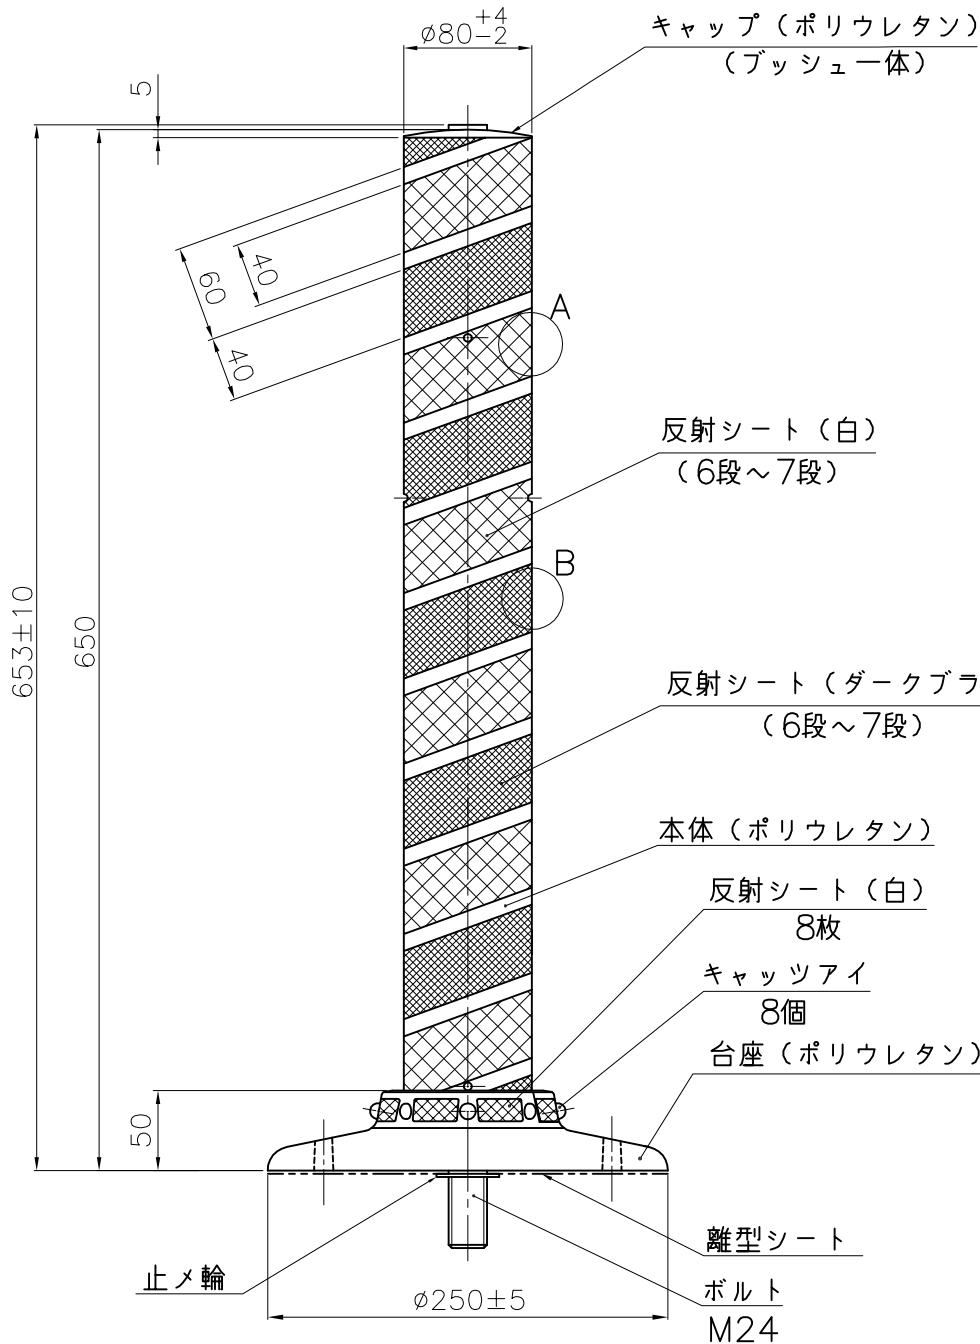 ø80+4-2
キャップ（ポリウレタン）
（ブッシュ一体）
5
60
40
40
A
反射シート（白）
（6段～7段）
B
653±10
650
反射シート（ダークブラ
（6段～7段）
本体（ポリウレタン）
反射シート（白）
8枚
キャッツアイ
8個
台座（ポリウレタン）
50
離型シート
止メ輪
ø250±5
ボルト
M24